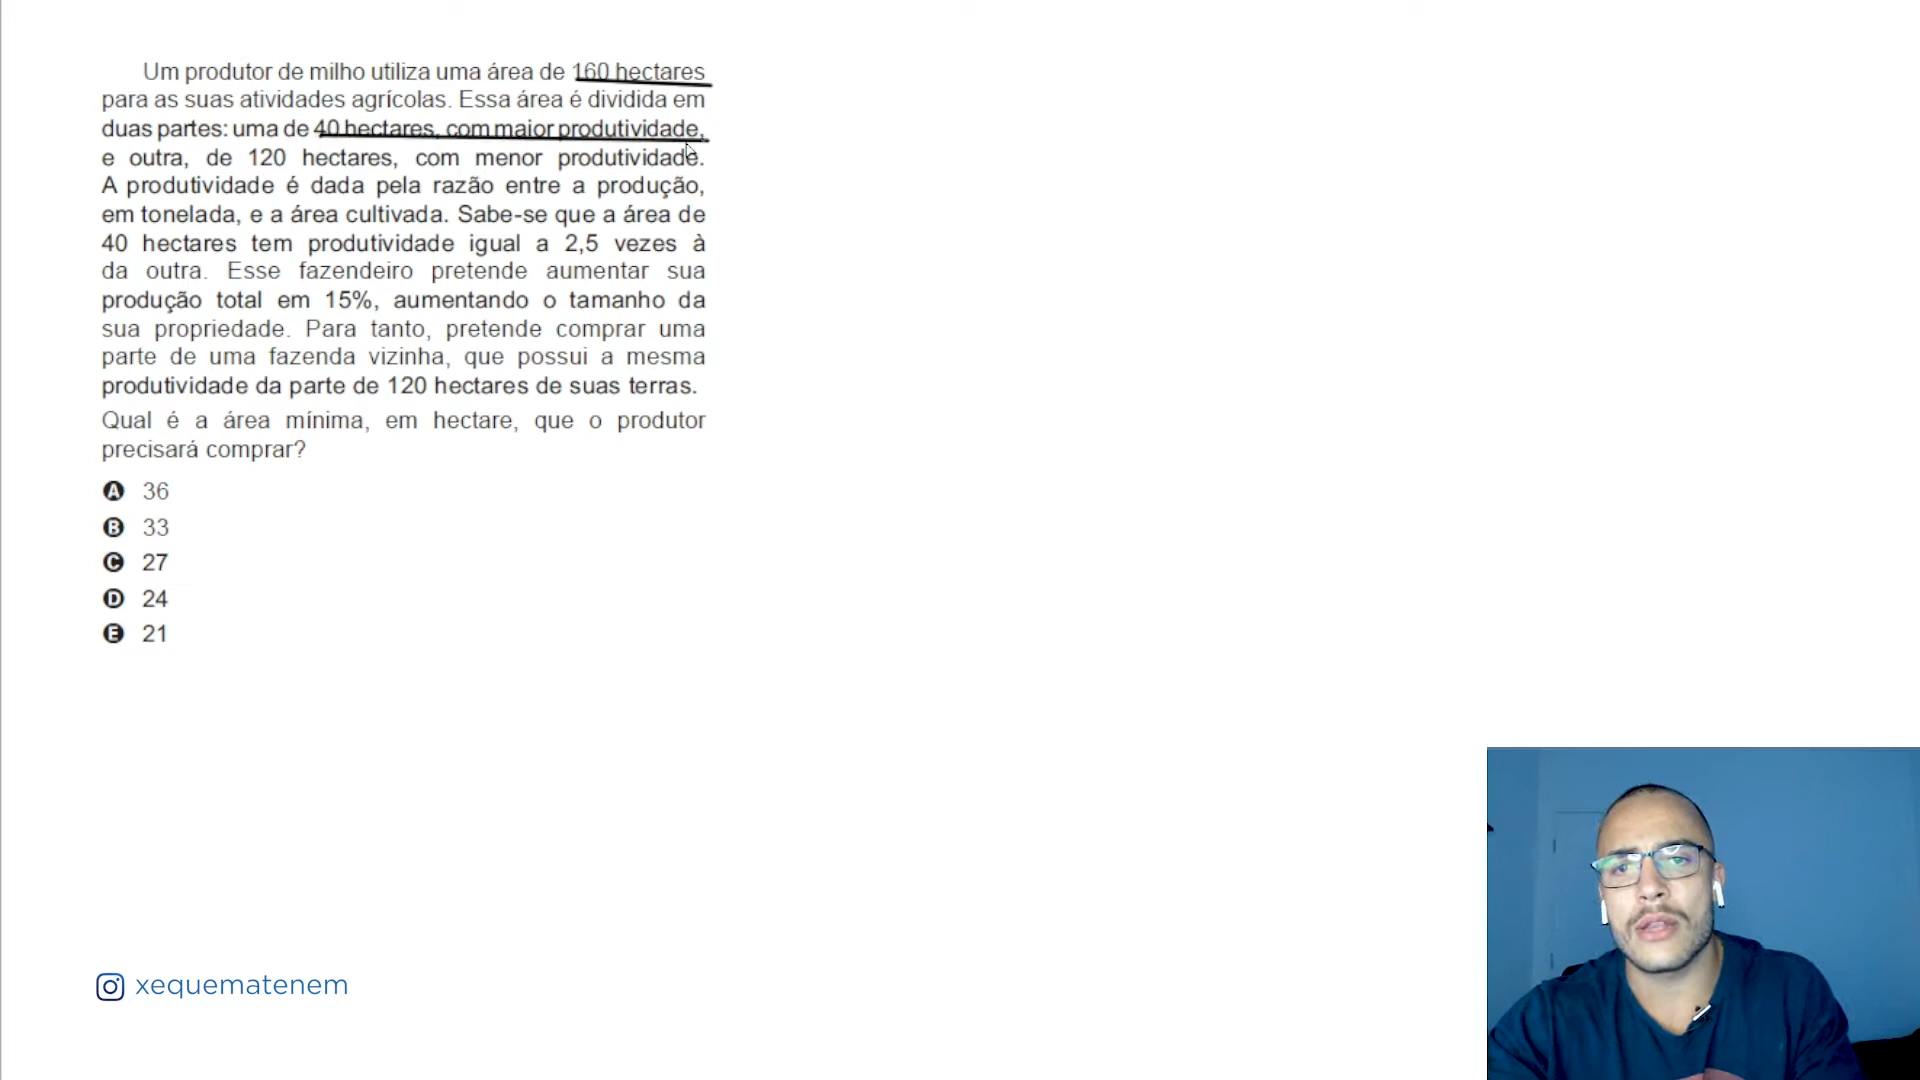 Um produtor de milho utiliza uma área de 160 hectares
para as suas atividades agrícolas. Essa área é dividida em
duas partes: uma de 40 hectares, com maior produtividade,
e outra, de 120 hectares, com menor produtividade.
A produtividade é dada pela razão entre a produção,
em tonelada, e a área cultivada. Sabe-se que a área de
40 hectares tem produtividade igual a 2,5 vezes à
da outra. Esse fazendeiro pretende aumentar sua
produção total em 15%, aumentando o tamanho da
sua propriedade. Para tanto, pretende comprar uma
parte de uma fazenda vizinha, que possui a mesma
produtividade da parte de 120 hectares de suas terras.
Qual é a área mínima, em hectare, que o produtor
precisará comprar?
A 36
B 33
C 27
D 24
E 21
xequematenem